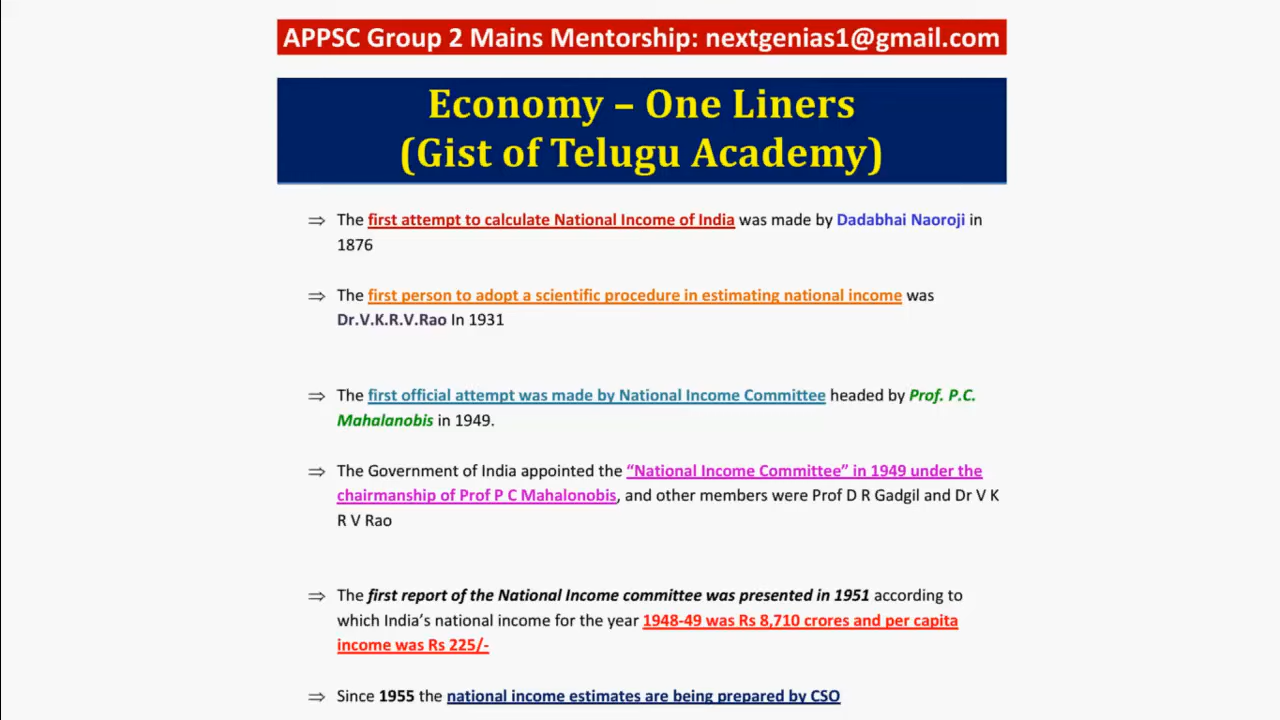 APPSC Group 2 Mains Mentorship: nextgenias1@gmail.com
Economy – One Liners
(Gist of Telugu Academy)
⇒ The first attempt to calculate National Income of India was made by Dadabhai Naoroji in
1876
⇒ The first person to adopt a scientific procedure in estimating national income was
Dr.V.K.R.V.Rao In 1931
⇒ The first official attempt was made by National Income Committee headed by Prof. P.C.
Mahalanobis in 1949.
⇒ The Government of India appointed the “National Income Committee” in 1949 under the
chairmanship of Prof P C Mahalonobis, and other members were Prof D R Gadgil and Dr V K
R V Rao
⇒ The first report of the National Income committee was presented in 1951 according to
which India’s national income for the year 1948-49 was Rs 8,710 crores and per capita
income was Rs 225/-
⇒ Since 1955 the national income estimates are being prepared by CSO